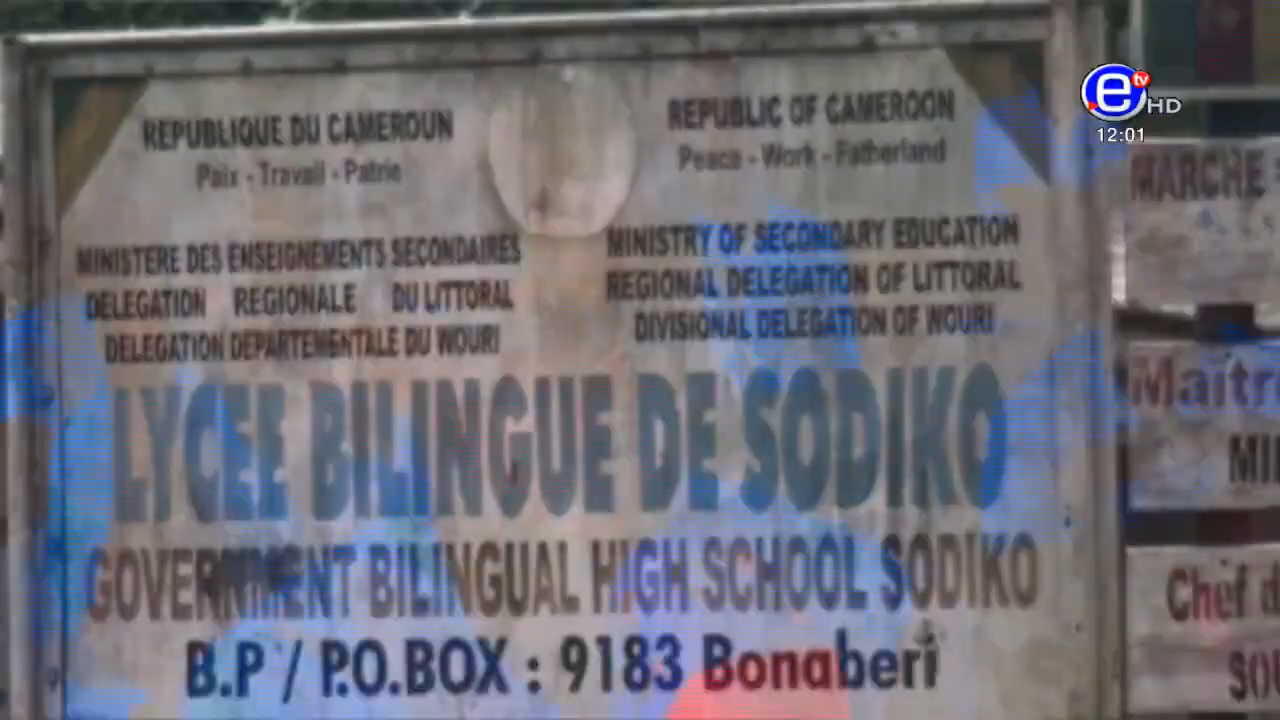 REPUBLIQUE DU CAMEROUN
Paix - Travail - Patrie
REPUBLIC OF CAMEROON
Peace - Work - Fatherland
MINISTERE DES ENSEIGNEMENTS SECONDAIRES
DELEGATION REGIONALE DU LITTORAL
DELEGATION DEPARTEMENTALE DU WOURI
MINISTRY OF SECONDARY EDUCATION
REGIONAL DELEGATION OF LITTORAL
DIVISIONAL DELEGATION OF WOURI
LYCEE BILINGUE DE SODIKO
GOVERNMENT BILINGUAL HIGH SCHOOL SODIKO
B.P / P.O.BOX : 9183 Bonaberi
e tv HD
12:01
MARCHE
Chef d